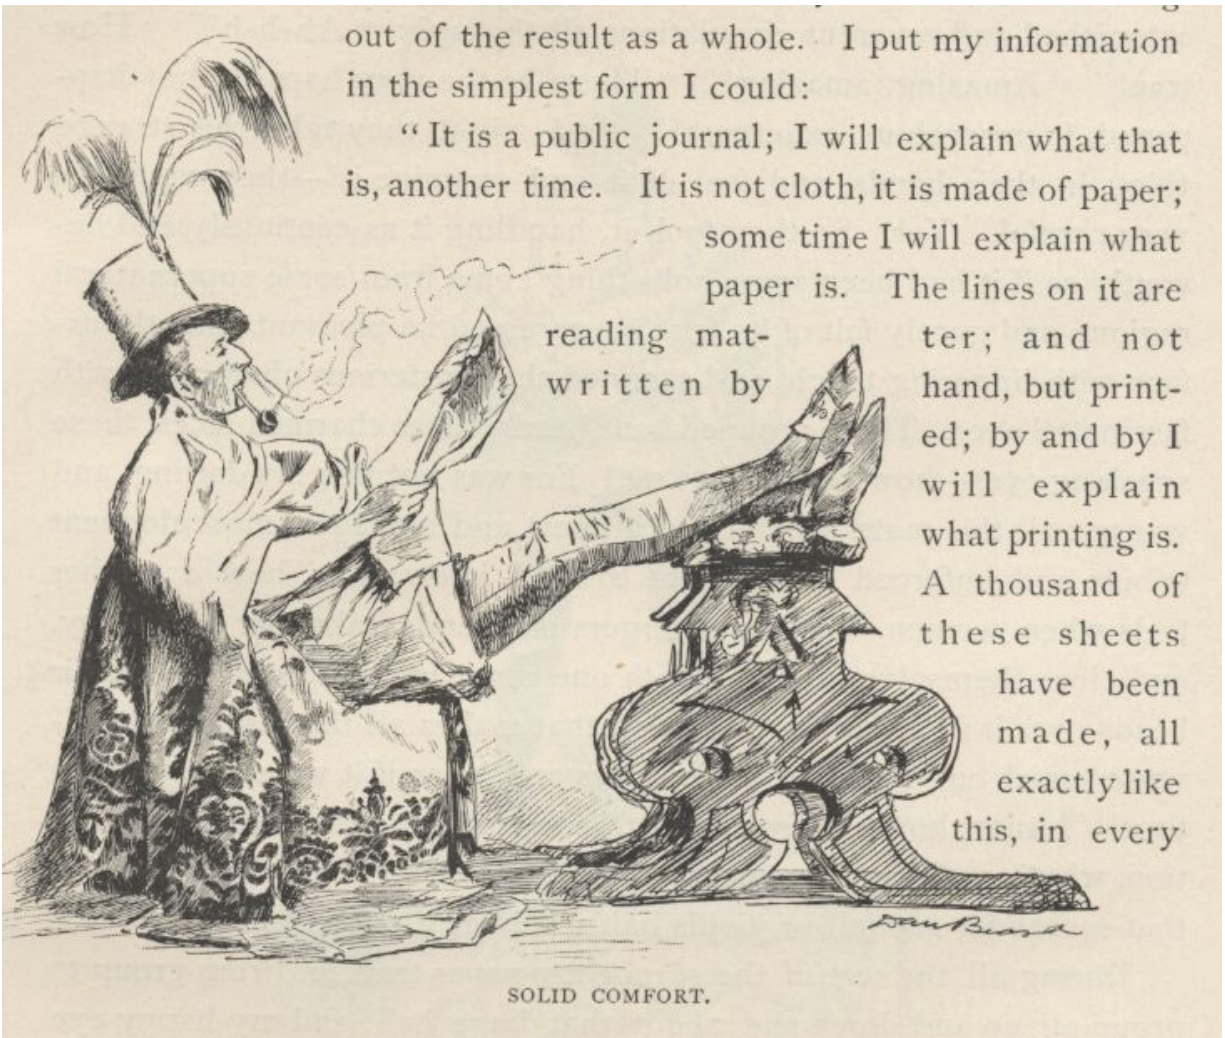 out of the result as a whole. I put my information
in the simplest form I could:
"It is a public journal; I will explain what that
is, another time. It is not cloth, it is made of paper;
some time I will explain what
paper is. The lines on it are
reading mat- ter; and not
written by hand, but print-
ed; by and by I
will explain
what printing is.
A thousand of
these sheets
have been
made, all
exactly like
this, in every
Dan Beard
SOLID COMFORT.